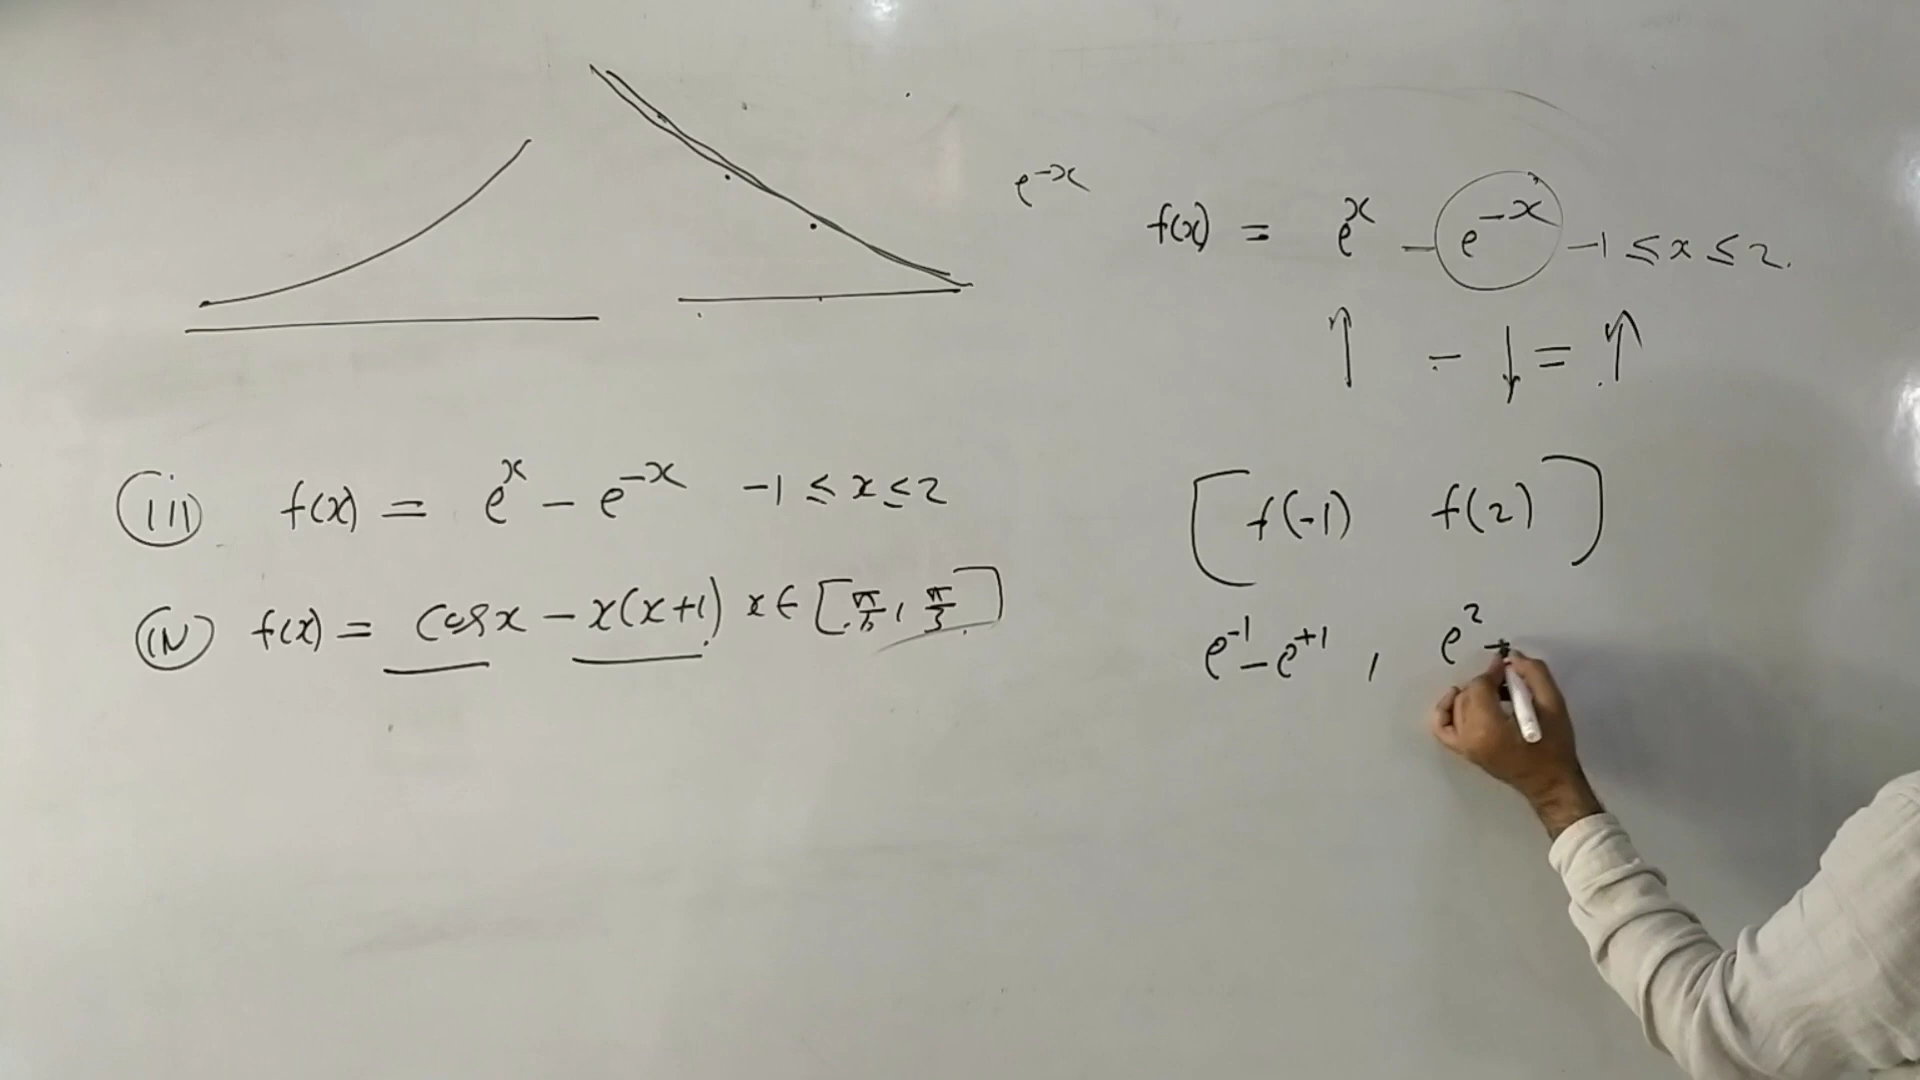 e^{-x}
f(x) = e^x - e^{-x} -1 ≤ x ≤ 2.
↑ - ↓ = ↑
(iii) f(x) = e^x - e^{-x} -1 ≤ x ≤ 2
[f(-1) f(2)]
(iv) f(x) = cos x - x(x+1) x ∈ [π/6, π/3]
e^{-1} - e^{+1} , e^2 -